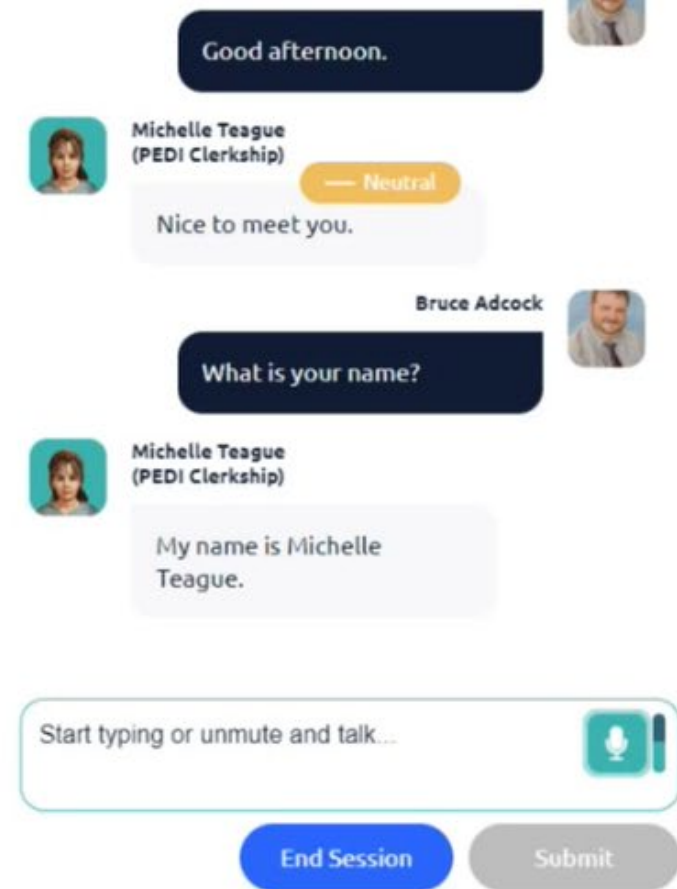 Good afternoon.
Michelle Teague
(PEDI Clerkship)
— Neutral
Nice to meet you.
Bruce Adcock
What is your name?
Michelle Teague
(PEDI Clerkship)
My name is Michelle
Teague.
Start typing or unmute and talk...
End Session
Submit